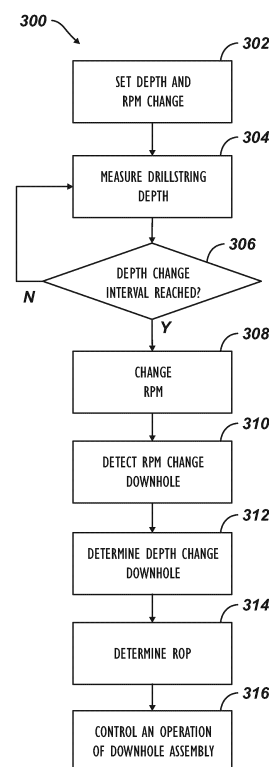 300
302
SET DEPTH AND
RPM CHANGE
304
MEASURE DRILLSTRING
DEPTH
306
DEPTH CHANGE
INTERVAL REACHED?
N
Y
308
CHANGE
RPM
310
DETECT RPM CHANGE
DOWNHOLE
312
DETERMINE DEPTH CHANGE
DOWNHOLE
314
DETERMINE ROP
316
CONTROL AN OPERATION
OF DOWNHOLE ASSEMBLY